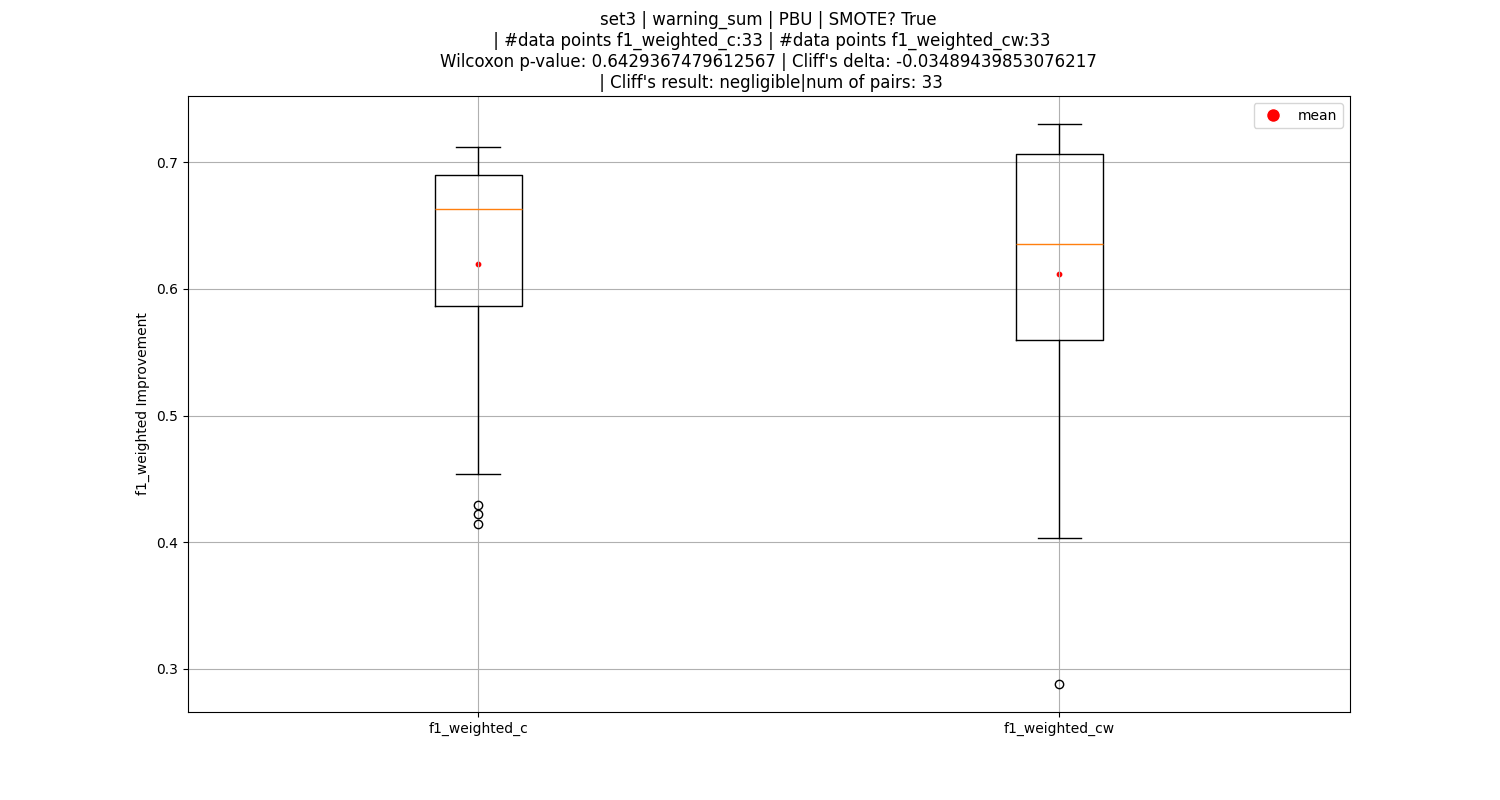 set3 | warning_sum | PBU | SMOTE? True
| #data points f1_weighted_c:33 | #data points f1_weighted_cw:33
Wilcoxon p-value: 0.6429367479612567 | Cliff's delta: -0.03489439853076217
| Cliff's result: negligible|num of pairs: 33
mean
f1_weighted Improvement
0.7
0.6
0.5
0.4
0.3
f1_weighted_c
f1_weighted_cw